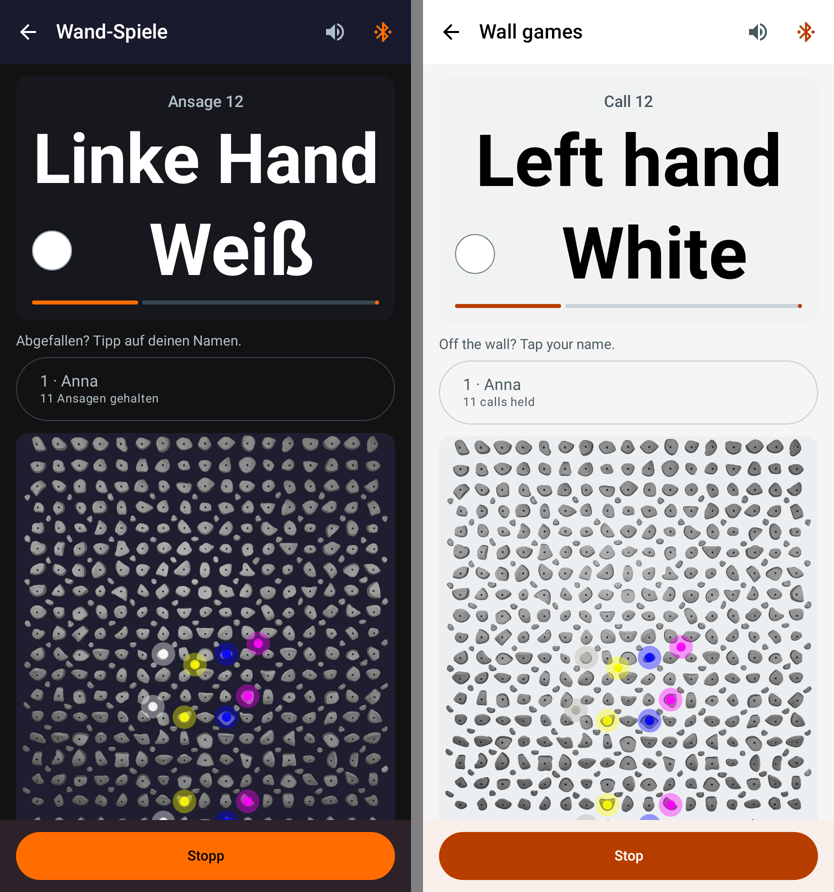 Wand-Spiele
Ansage 12
Linke Hand
Weiß
Abgefallen? Tipp auf deinen Namen.
1 · Anna
11 Ansagen gehalten
Stopp
Wall games
Call 12
Left hand
White
Off the wall? Tap your name.
1 · Anna
11 calls held
Stop